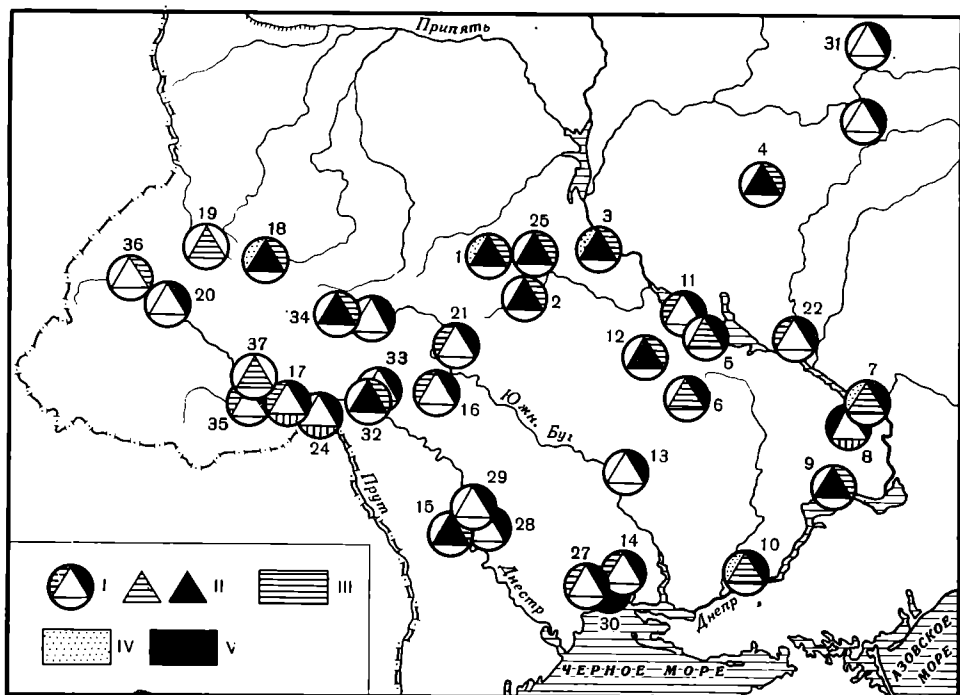 Припять
31
4
19
18
36
20
1
25
3
2
34
21
11
5
22
12
6
7
8
37
17
33
16
35
24
32
Южн. Буг
13
9
Прут
29
15
28
14
27
30
10
Днестр
Днепр
ЧЕРНОЕ МОРЕ
АЗОВСКОЕ
МОРЕ
I
II
III
IV
V